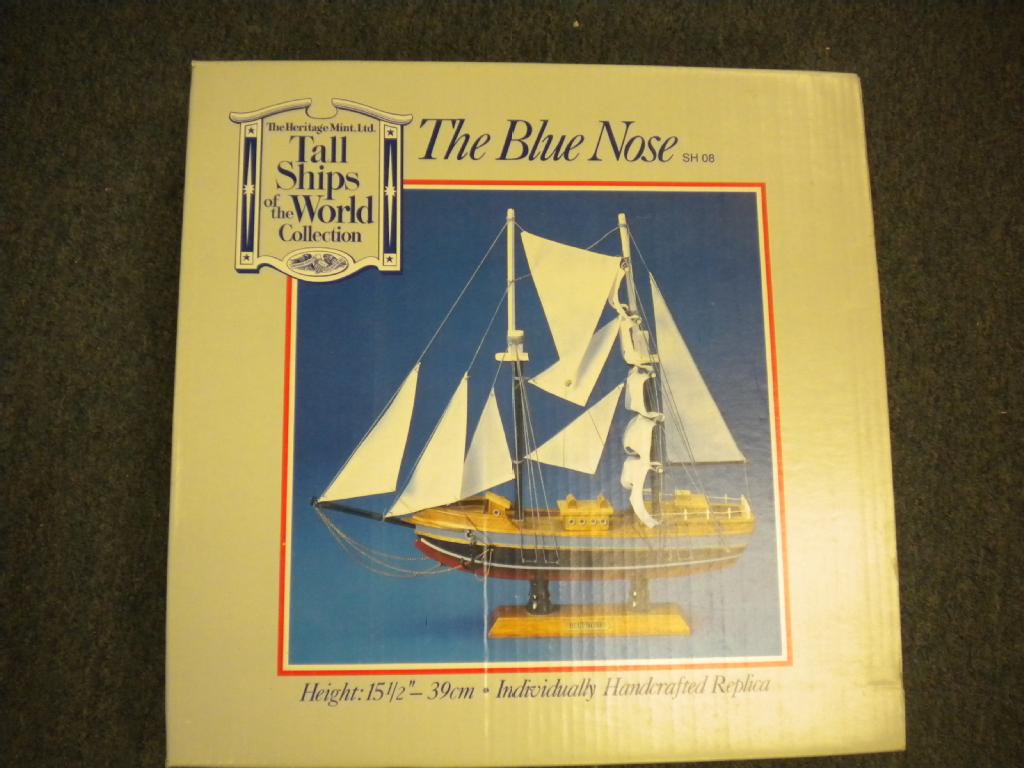 The Heritage Mint, Ltd.
Tall
Ships
of
the World
Collection
The Blue Nose SH 08
BLUENOSE
Height: 15 1/2" – 39cm • Individually Handcrafted Replica